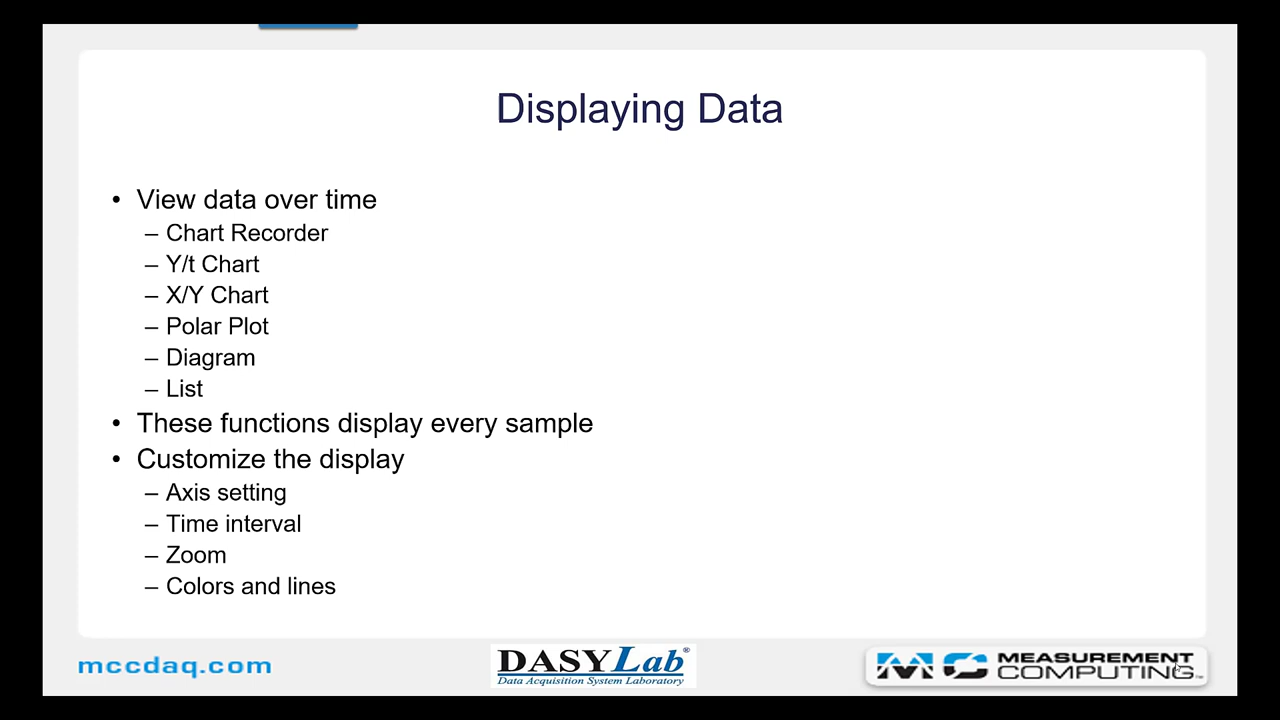 Displaying Data
• View data over time
– Chart Recorder
– Y/t Chart
– X/Y Chart
– Polar Plot
– Diagram
– List
• These functions display every sample
• Customize the display
– Axis setting
– Time interval
– Zoom
– Colors and lines
mccdaq.com
DASYLab®
Data Acquisition System Laboratory
MC MEASUREMENT
COMPUTING™